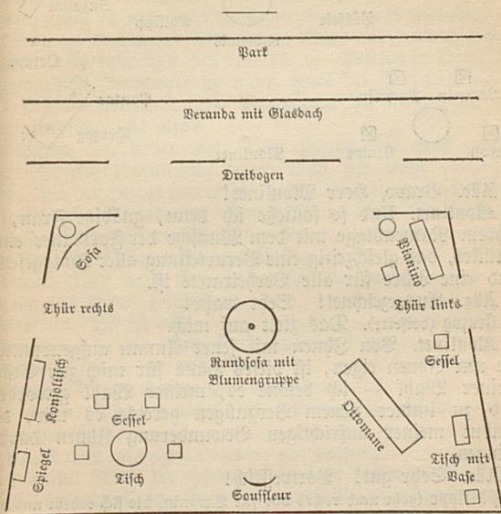 Park
Veranda mit Glasdach
Dreibogen
Sofa
Pianino
Thür rechts
Thür links
Rundsofa mit
Blumengruppe
Sessel
Konsoltisch
Sessel
Ottomane
Spiegel
Tisch
Tisch mit
Vase
Souffleur